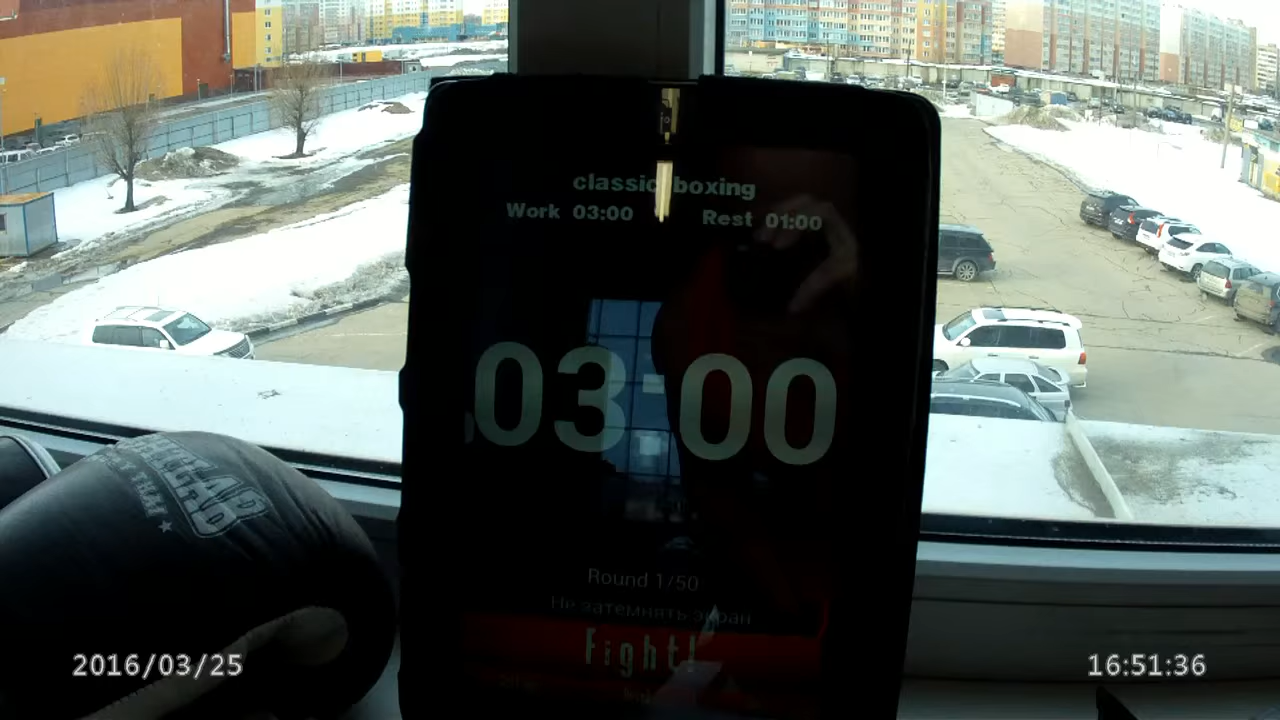 classic boxing
Work 03:00 Rest 01:00
03:00
Round 1/50
Не затемнять экран
Fight!
2016/03/25
16:51:36